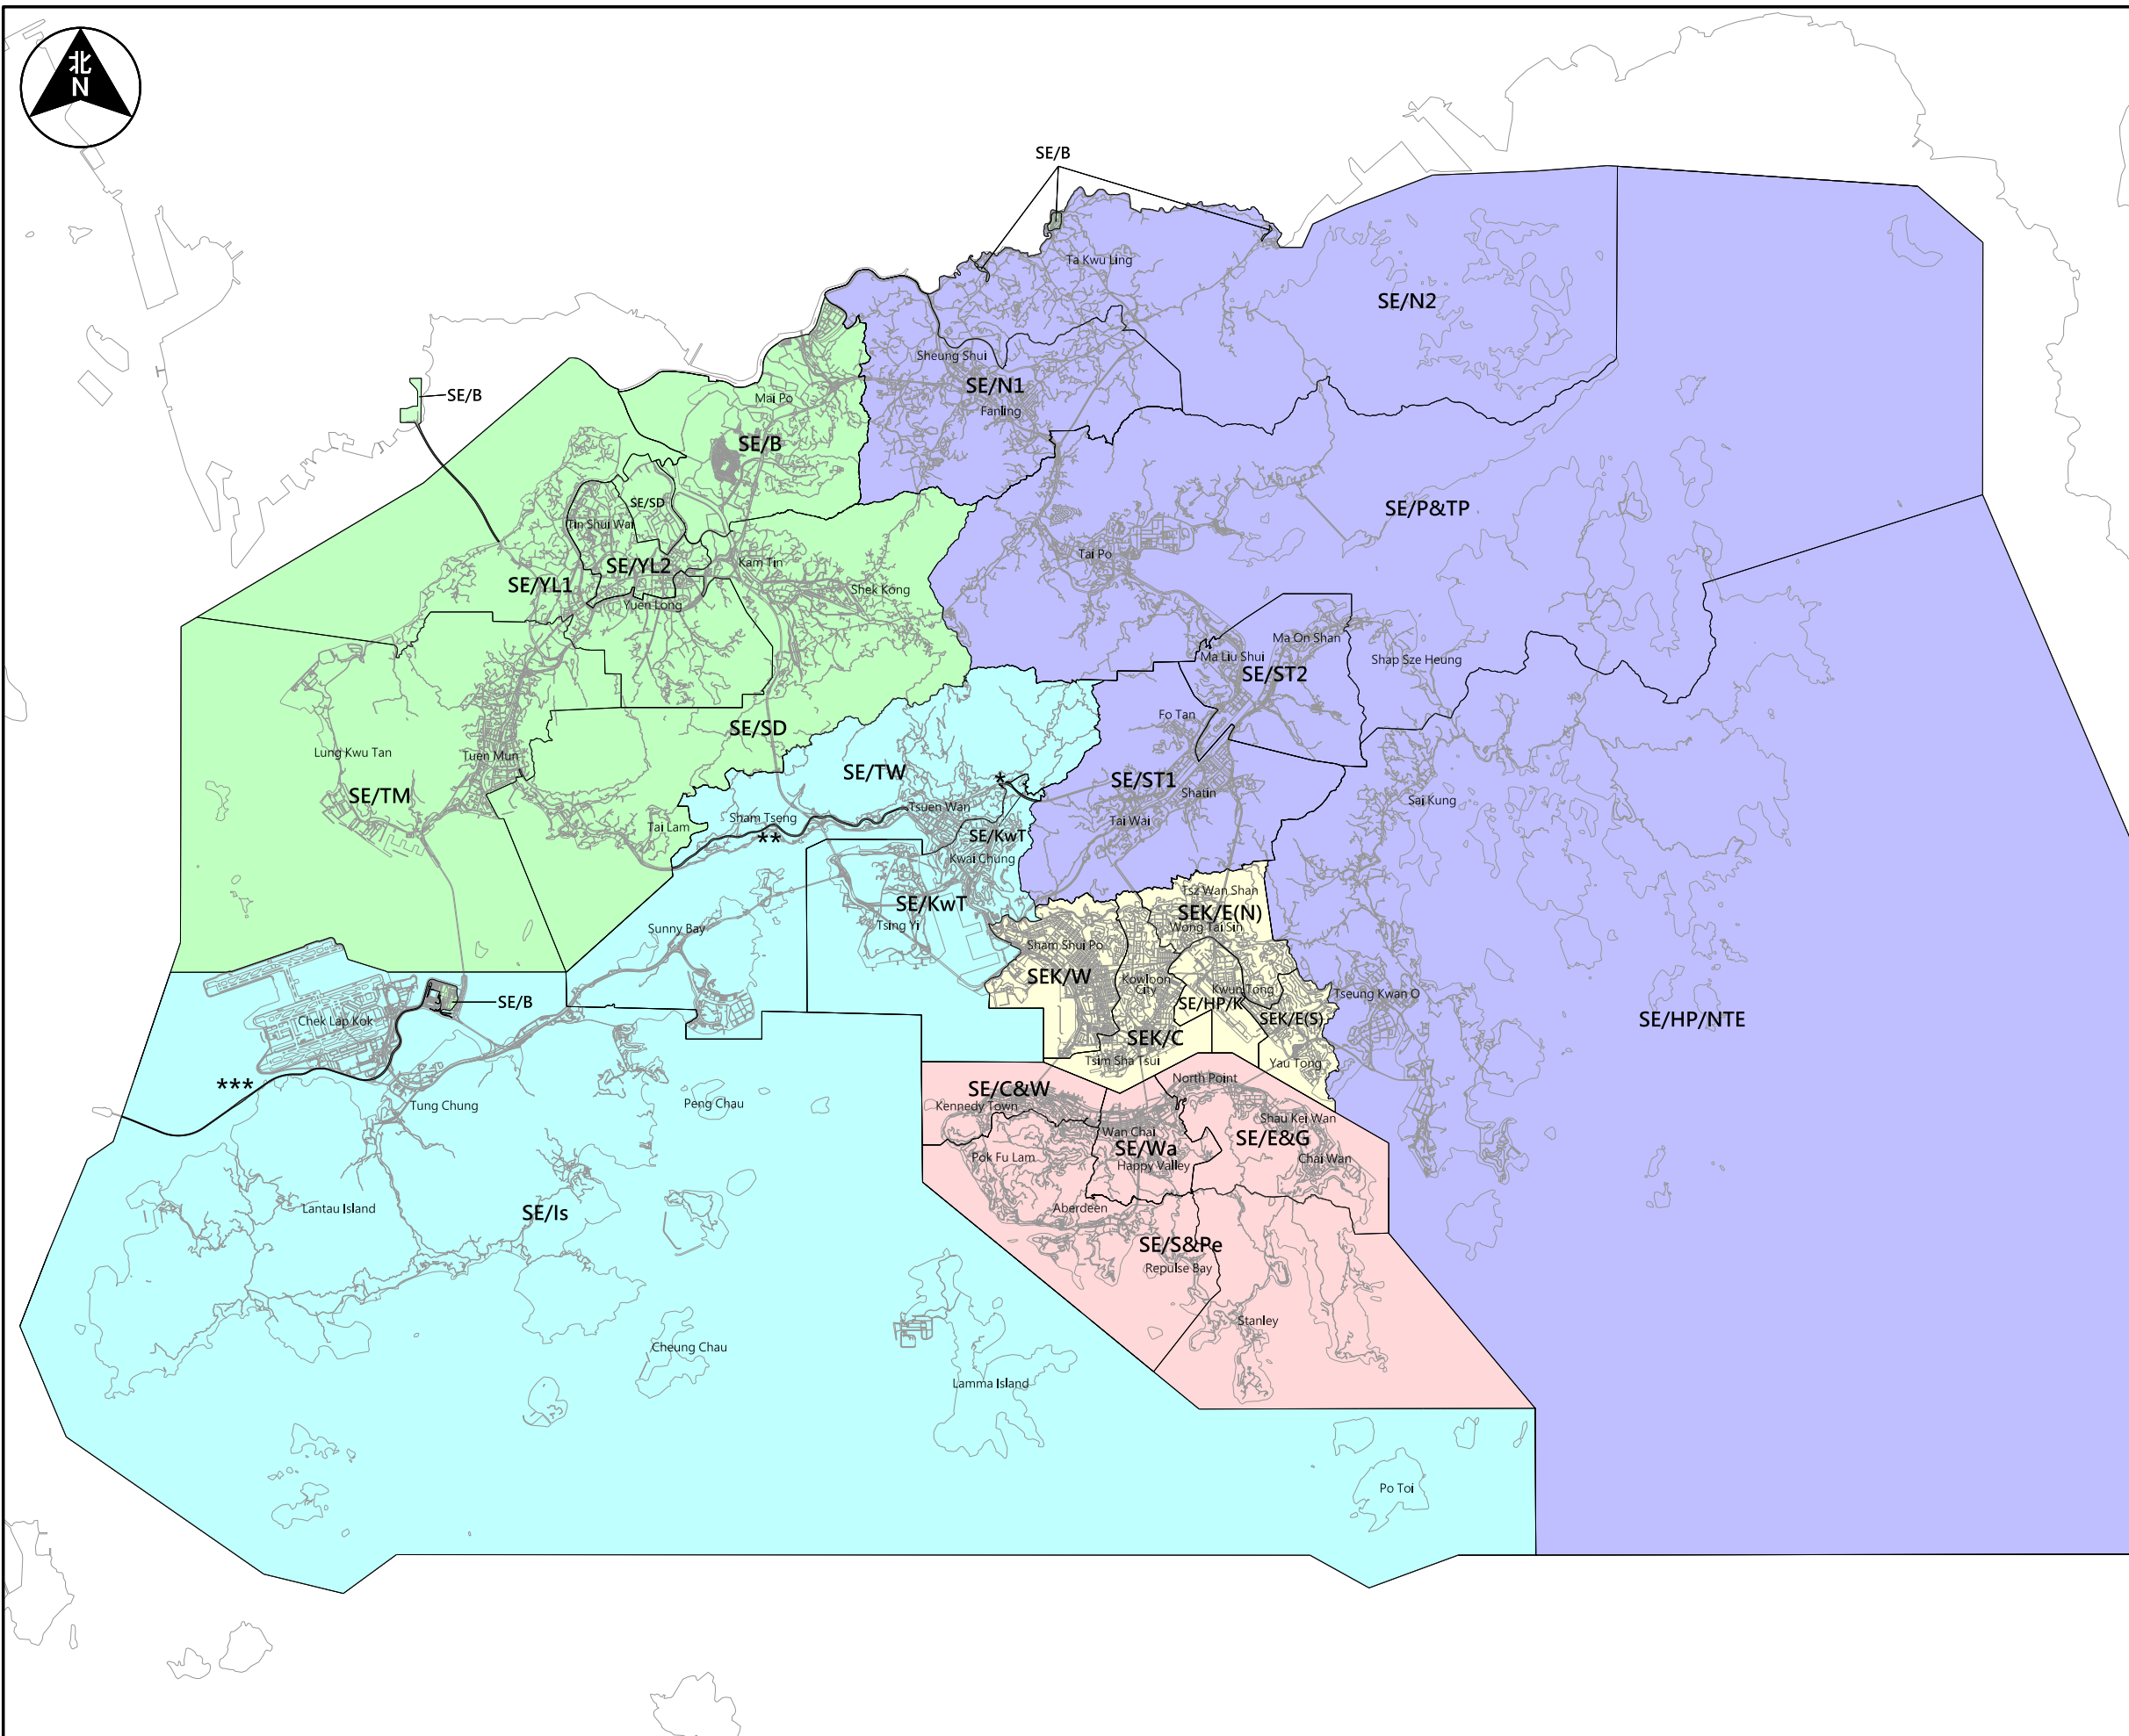 北
N
SE/B
Ta Kwu Ling
SE/N2
Sheung Shui
SE/N1
Fanling
SE/B
Mai Po
SE/B
SE/SD
Tin Shui Wai
SE/P&TP
Tai Po
Kam Tin
SE/YL2
SE/YL1
Shek Kong
Yuen Long
Ma On Shan
Ma Liu Shui
Shap Sze Heung
SE/ST2
Fo Tan
SE/SD
Lung Kwu Tan
Tuen Mun
SE/TM
SE/TW
*
SE/ST1
Shatin
Sai Kung
Tsuen Wan
Sham Tseng
Tai Wai
Tai Lam
**
SE/KwT
Kwai Chung
Tsz Wan Shan
SE/KwT
SEK/E(N)
Tsing Yi
Wong Tai Sin
Sunny Bay
Sham Shui Po
SEK/W
Kowloon
City
Kwun Tong
Tseung Kwan O
SE/B
SE/HP/K
Chek Lap Kok
SEK/E(S)
SE/HP/NTE
SEK/C
Tsim Sha Tsui
Yau Tong
***
North Point
SE/C&W
Tung Chung
Peng Chau
Kennedy Town
Shau Kei Wan
Wan Chai
SE/E&G
SE/Wa
Pok Fu Lam
Happy Valley
Chai Wan
Lantau Island
SE/Is
Aberdeen
SE/S&Pe
Repulse Bay
Stanley
Cheung Chau
Lamma Island
Po Toi